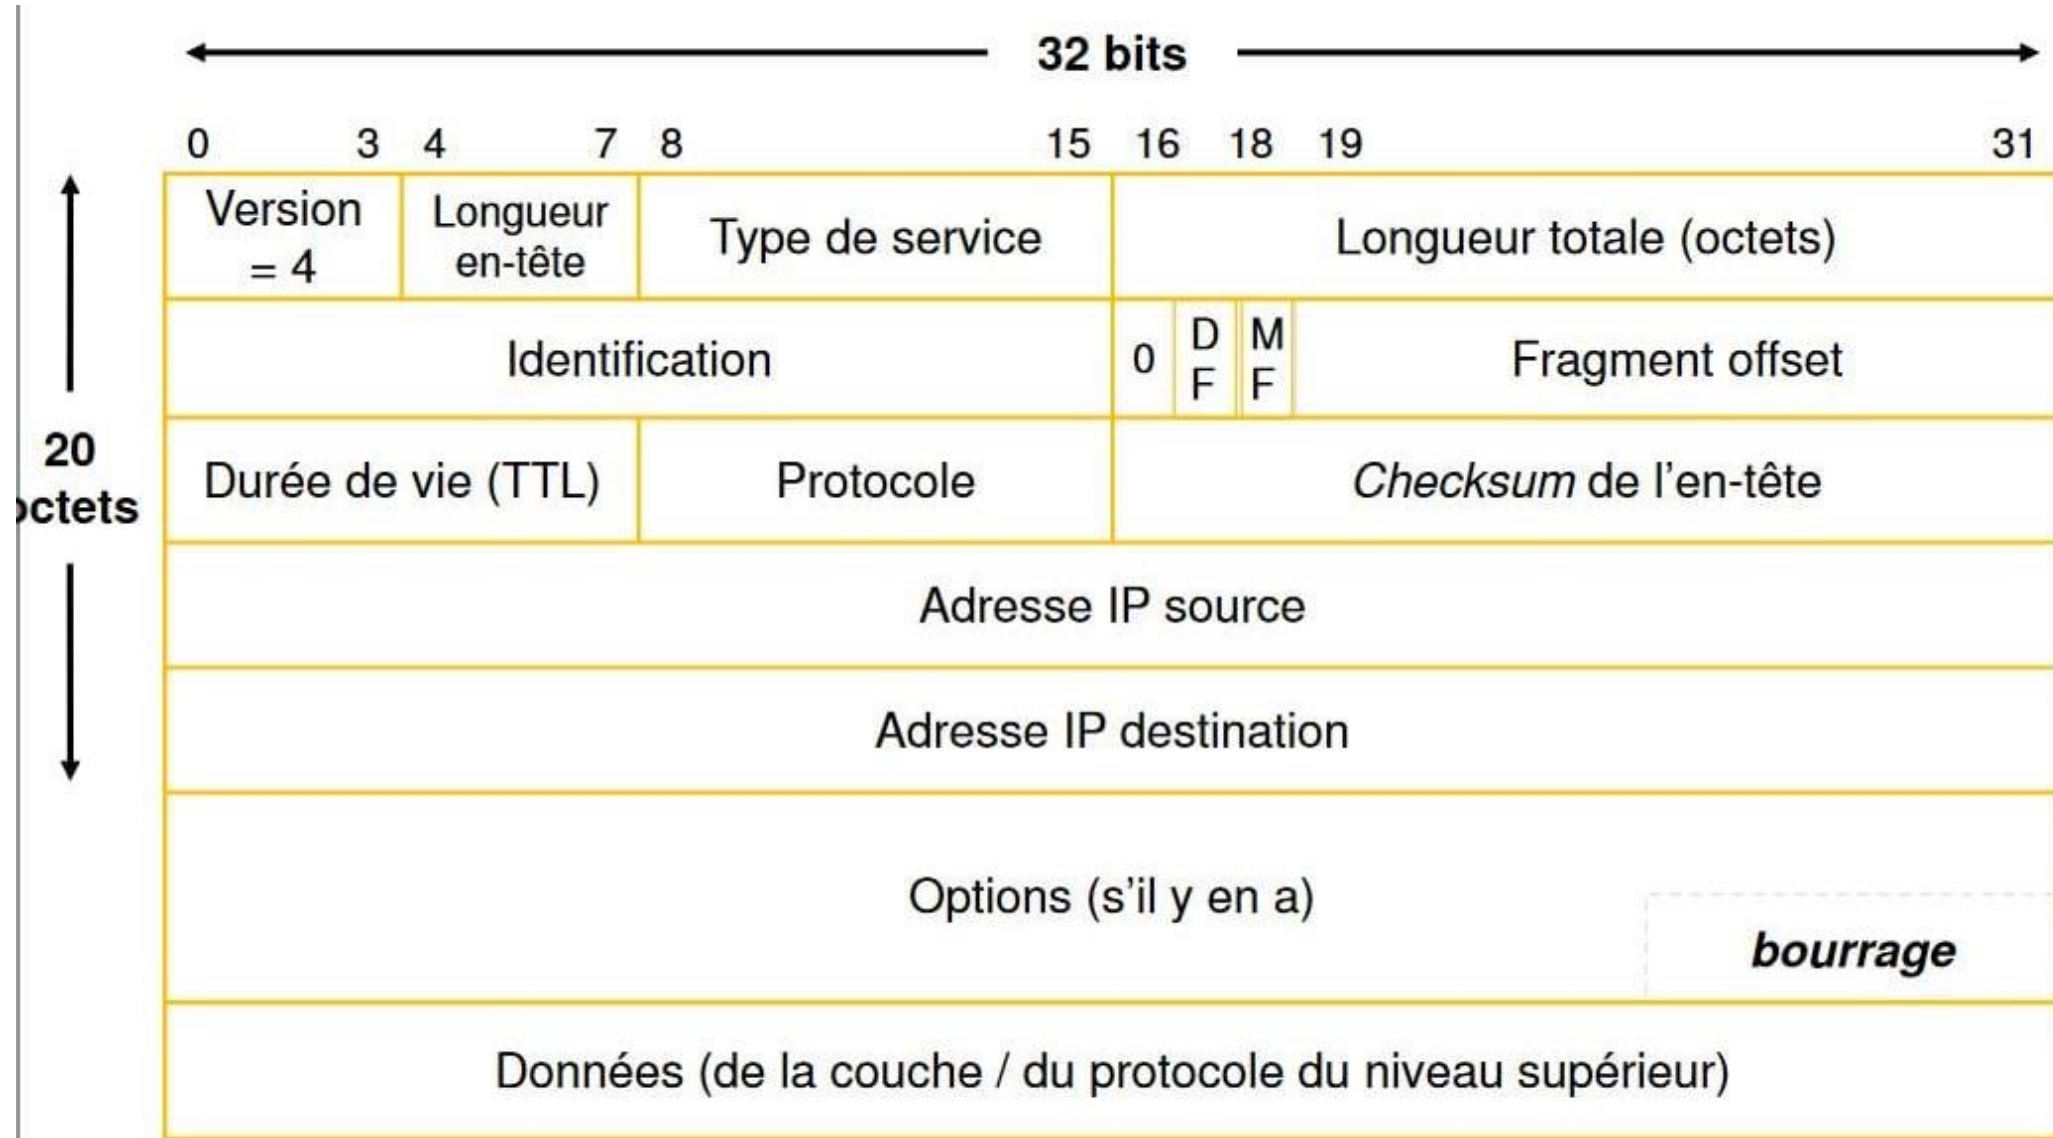 32 bits
0 3 4 7 8 15 16 18 19 31
Version
= 4
Longueur
en-tête
Type de service
Longueur totale (octets)
Identification
0
D
F
M
F
Fragment offset
20
octets
Durée de vie (TTL)
Protocole
Checksum de l'en-tête
Adresse IP source
Adresse IP destination
Options (s'il y en a)
bourrage
Données (de la couche / du protocole du niveau supérieur)